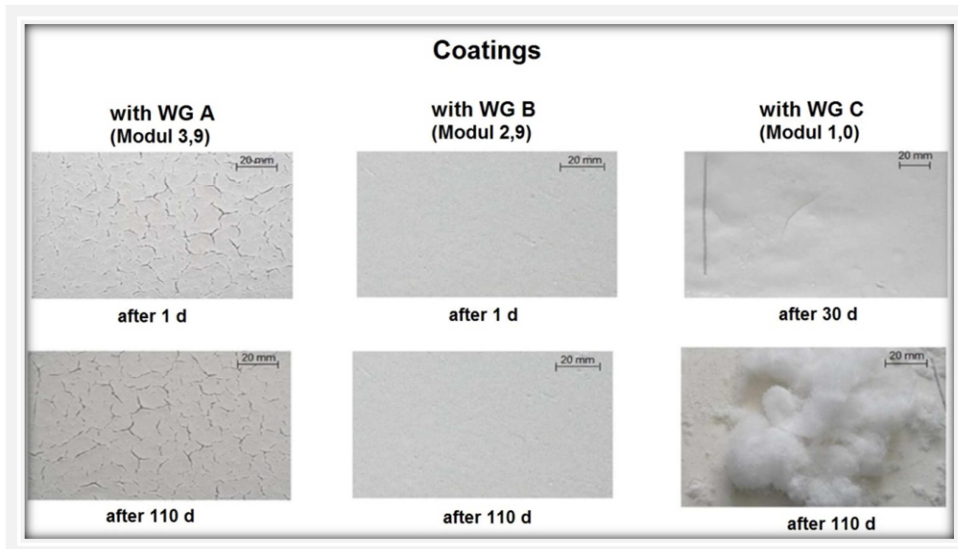 Coatings
with WG A
(Modul 3,9)
with WG B
(Modul 2,9)
with WG C
(Modul 1,0)
20 mm
20 mm
20 mm
after 1 d
after 1 d
after 30 d
20 mm
20 mm
20 mm
after 110 d
after 110 d
after 110 d